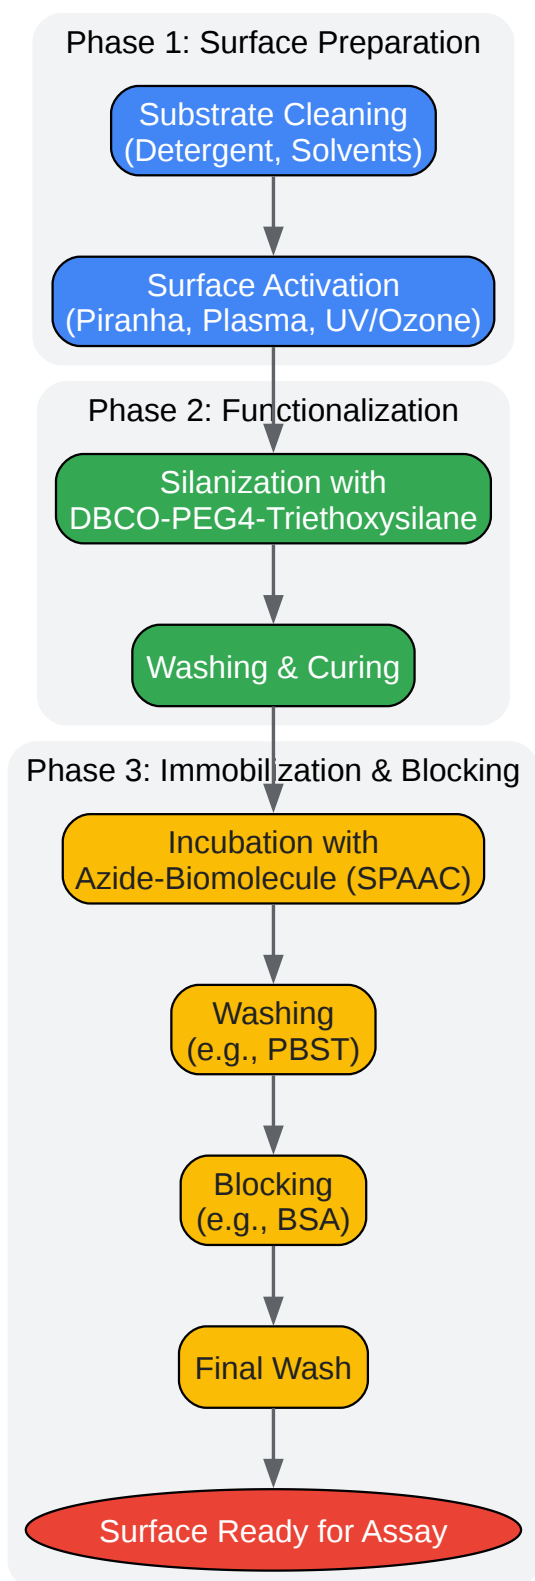 Phase 1: Surface Preparation
Substrate Cleaning
(Detergent, Solvents)
Surface Activation
(Piranha, Plasma, UV/Ozone)
Phase 2: Functionalization
Silanization with
DBCO-PEG4-Triethoxysilane
Washing & Curing
Phase 3: Immobilization & Blocking
Incubation with
Azide-Biomolecule (SPAAC)
Washing
(e.g., PBST)
Blocking
(e.g., BSA)
Final Wash
Surface Ready for Assay